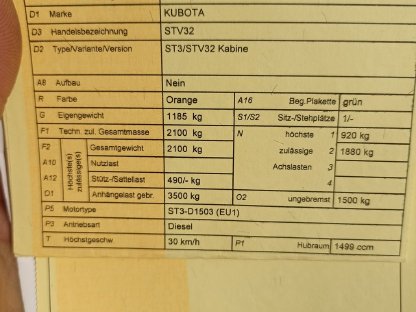 D1 Marke KUBOTA
D3 Handelsbezeichnung STV32
D2 Type/Variante/Version ST3/STV32 Kabine
A8 Aufbau Nein
R Farbe Orange A16 Beg.Plakette grün
G Eigengewicht 1185 kg S1/S2 Sitz-/Stehplätze 1/-
F1 Techn. zul. Gesamtmasse 2100 kg N höchste 1 920 kg
F2 Höchste(s) zulässige(s) Gesamtgewicht 2100 kg zulässige 2 1880 kg
A10 Nutzlast Achslasten 3
A12 Stütz-/Sattellast 490/- kg 4
O1 Anhängelast gebr. 3500 kg O2 ungebremst 1500 kg
P5 Motortype ST3-D1503 (EU1)
P3 Antriebsart Diesel
T Höchstgeschw. 30 km/h P1 Hubraum 1499 ccm